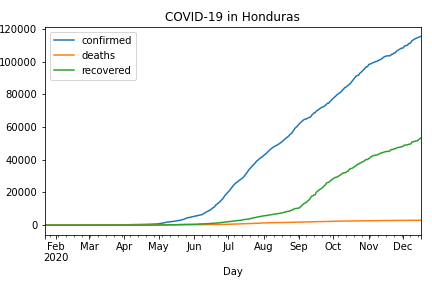 COVID-19 in Honduras
confirmed
deaths
recovered
120000
100000
80000
60000
40000
20000
0
Feb Mar Apr May Jun Jul Aug Sep Oct Nov Dec
2020
Day